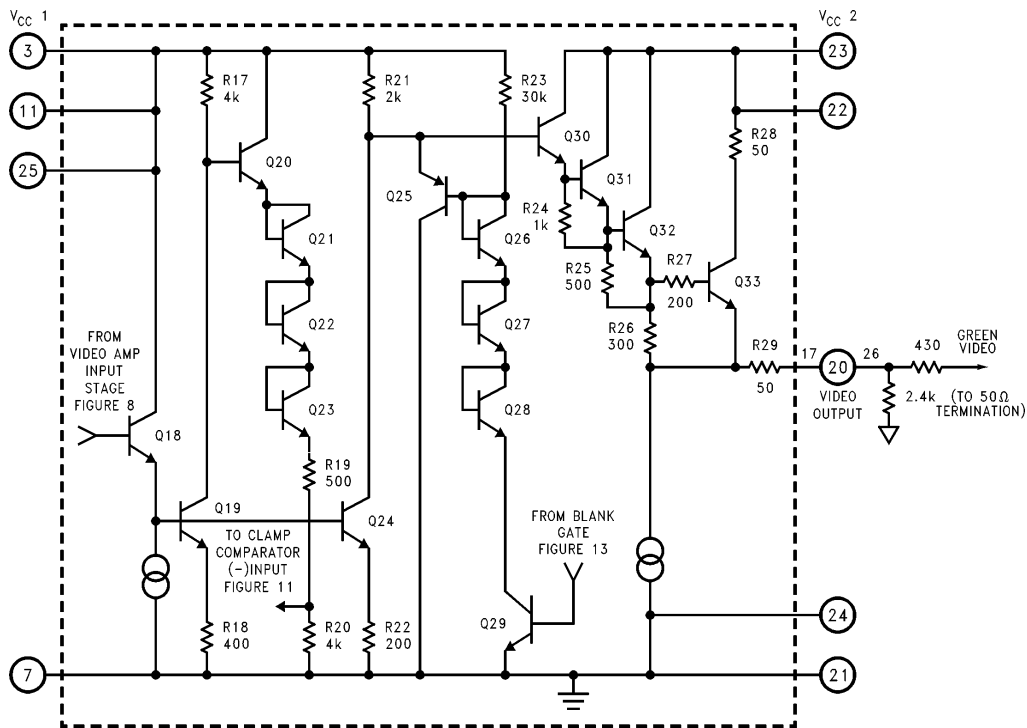 VCC 1
VCC 2
3
23
R17
4k
R21
2k
R23
30k
11
22
Q30
R28
50
Q20
25
Q31
Q25
R24
1k
Q21
Q26
Q32
R27
200
Q33
R25
500
Q22
Q27
FROM
VIDEO AMP
INPUT
STAGE
FIGURE 8
R26
300
R29
50
17
20
26
430
GREEN
VIDEO
VIDEO
OUTPUT
2.4k
(TO 50Ω
TERMINATION)
Q23
Q28
Q18
R19
500
Q19
Q24
TO CLAMP
COMPARATOR
(-)INPUT
FIGURE 11
FROM BLANK
GATE
FIGURE 13
R18
400
R20
4k
R22
200
Q29
24
7
21